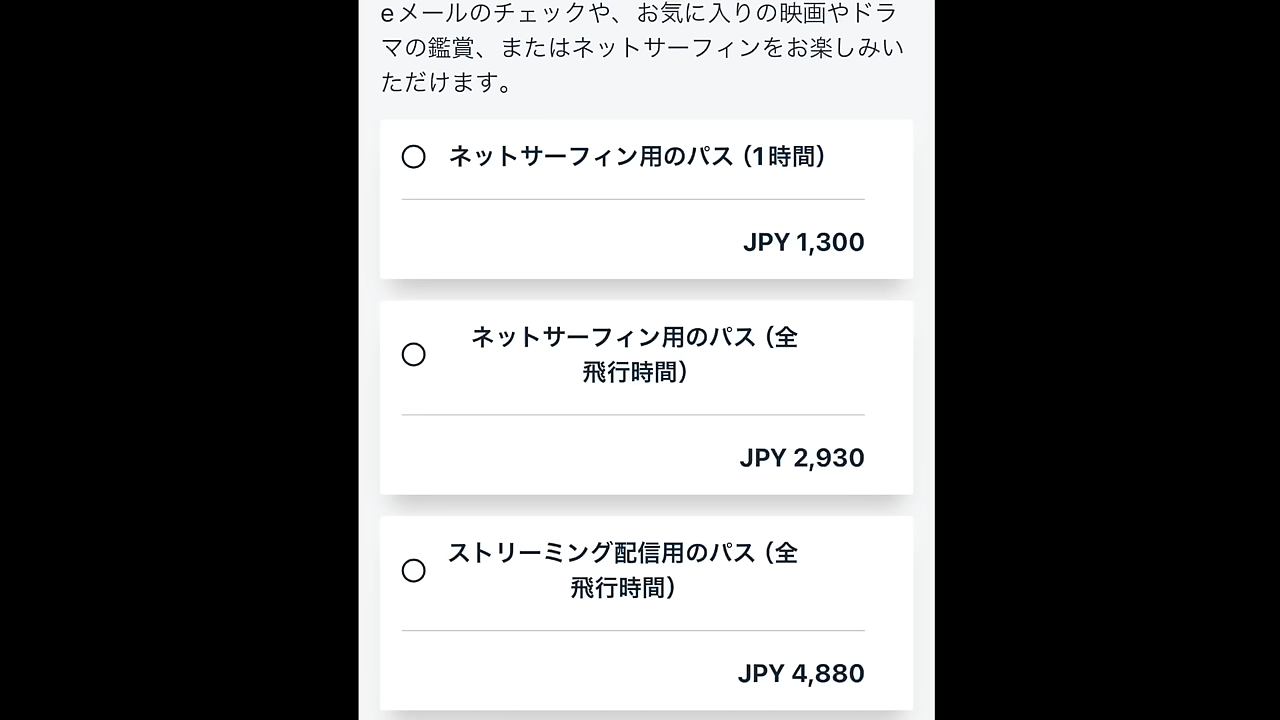 eメールのチェックや、お気に入りの映画やドラ
マの鑑賞、またはネットサーフィンをお楽しみい
ただけます。
ネットサーフィン用のパス（1時間）
JPY 1,300
ネットサーフィン用のパス（全
飛行時間）
JPY 2,930
ストリーミング配信用のパス（全
飛行時間）
JPY 4,880